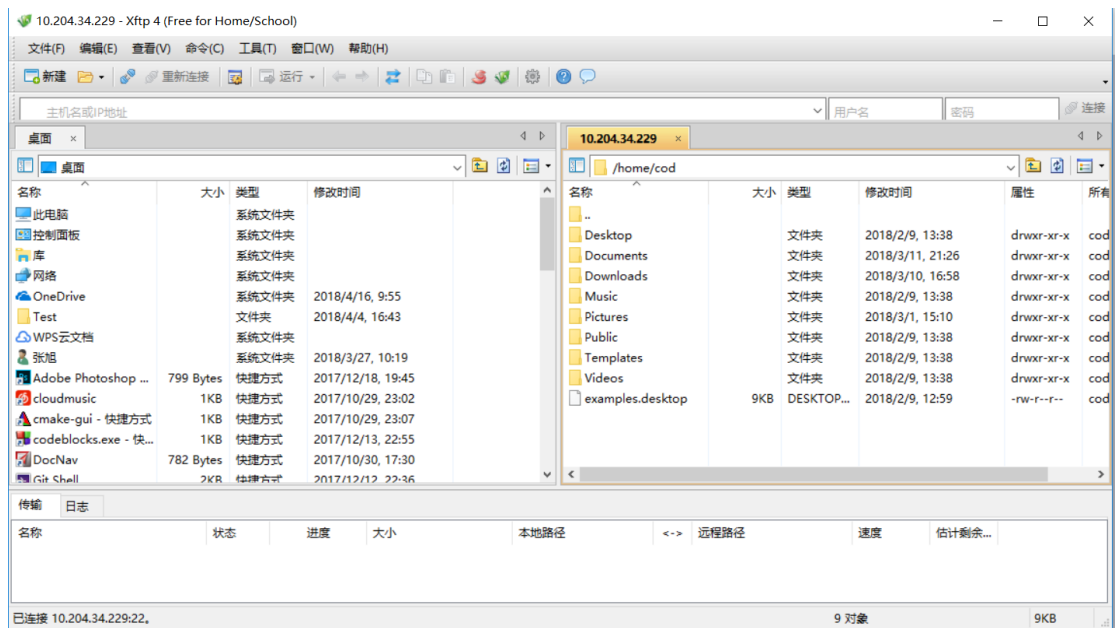 10.204.34.229 - Xftp 4 (Free for Home/School)
文件(F) 编辑(E) 查看(V) 命令(C) 工具(T) 窗口(W) 帮助(H)
新建 重新连接 运行
主机名或IP地址 用户名 密码 连接
桌面 × 10.204.34.229 ×
桌面 /home/cod
名称 大小 类型 修改时间 名称 大小 类型 修改时间 属性 所有
此电脑 系统文件夹 ..
控制面板 系统文件夹 Desktop 文件夹 2018/2/9, 13:38 drwxr-xr-x cod
库 系统文件夹 Documents 文件夹 2018/3/11, 21:26 drwxr-xr-x cod
网络 系统文件夹 Downloads 文件夹 2018/3/10, 16:58 drwxr-xr-x cod
OneDrive 系统文件夹 2018/4/16, 9:55 Music 文件夹 2018/2/9, 13:38 drwxr-xr-x cod
Test 文件夹 2018/4/4, 16:43 Pictures 文件夹 2018/3/1, 15:10 drwxr-xr-x cod
WPS云文档 系统文件夹 Public 文件夹 2018/2/9, 13:38 drwxr-xr-x cod
张旭 系统文件夹 2018/3/27, 10:19 Templates 文件夹 2018/2/9, 13:38 drwxr-xr-x cod
Adobe Photoshop ... 799 Bytes 快捷方式 2017/12/18, 19:45 Videos 文件夹 2018/2/9, 13:38 drwxr-xr-x cod
cloudmusic 1KB 快捷方式 2017/10/29, 23:02 examples.desktop 9KB DESKTOP... 2018/2/9, 12:59 -rw-r--r-- cod
cmake-gui - 快捷方式 1KB 快捷方式 2017/10/29, 23:07
codeblocks.exe - 快... 1KB 快捷方式 2017/12/13, 22:55
DocNav 782 Bytes 快捷方式 2017/10/30, 17:30
Git Shell 2KB 快捷方式 2017/12/12, 22:36
传输 日志
名称 状态 进度 大小 本地路径 <-> 远程路径 速度 估计剩余...
已连接 10.204.34.229:22。 9 对象 9KB